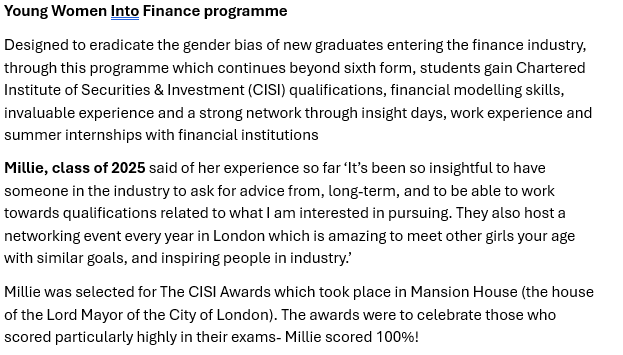 Young Women Into Finance programme
Designed to eradicate the gender bias of new graduates entering the finance industry,
through this programme which continues beyond sixth form, students gain Chartered
Institute of Securities & Investment (CISI) qualifications, financial modelling skills,
invaluable experience and a strong network through insight days, work experience and
summer internships with financial institutions
Millie, class of 2025 said of her experience so far ‘It’s been so insightful to have
someone in the industry to ask for advice from, long-term, and to be able to work
towards qualifications related to what I am interested in pursuing. They also host a
networking event every year in London which is amazing to meet other girls your age
with similar goals, and inspiring people in industry.’
Millie was selected for The CISI Awards which took place in Mansion House (the house
of the Lord Mayor of the City of London). The awards were to celebrate those who
scored particularly highly in their exams- Millie scored 100%!